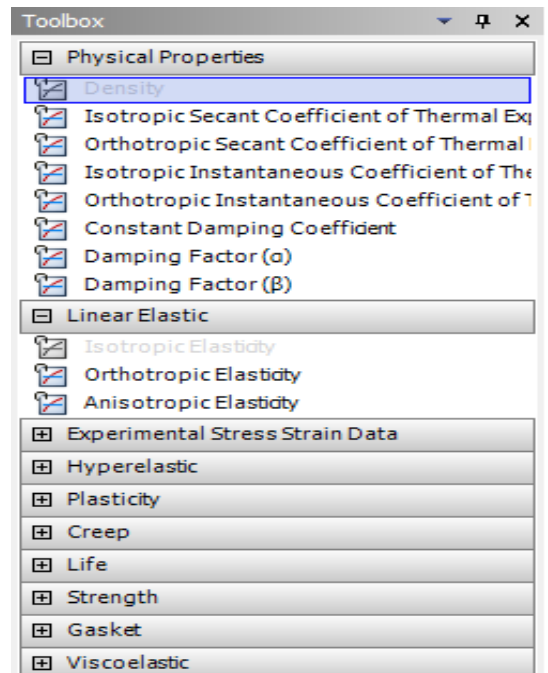 Toolbox
Physical Properties
Density
Isotropic Secant Coefficient of Thermal Exp
Orthotropic Secant Coefficient of Thermal
Isotropic Instantaneous Coefficient of The
Orthotropic Instantaneous Coefficient of T
Constant Damping Coefficient
Damping Factor (α)
Damping Factor (β)
Linear Elastic
Isotropic Elasticity
Orthotropic Elasticity
Anisotropic Elasticity
Experimental Stress Strain Data
Hyperelastic
Plasticity
Creep
Life
Strength
Gasket
Viscoelastic